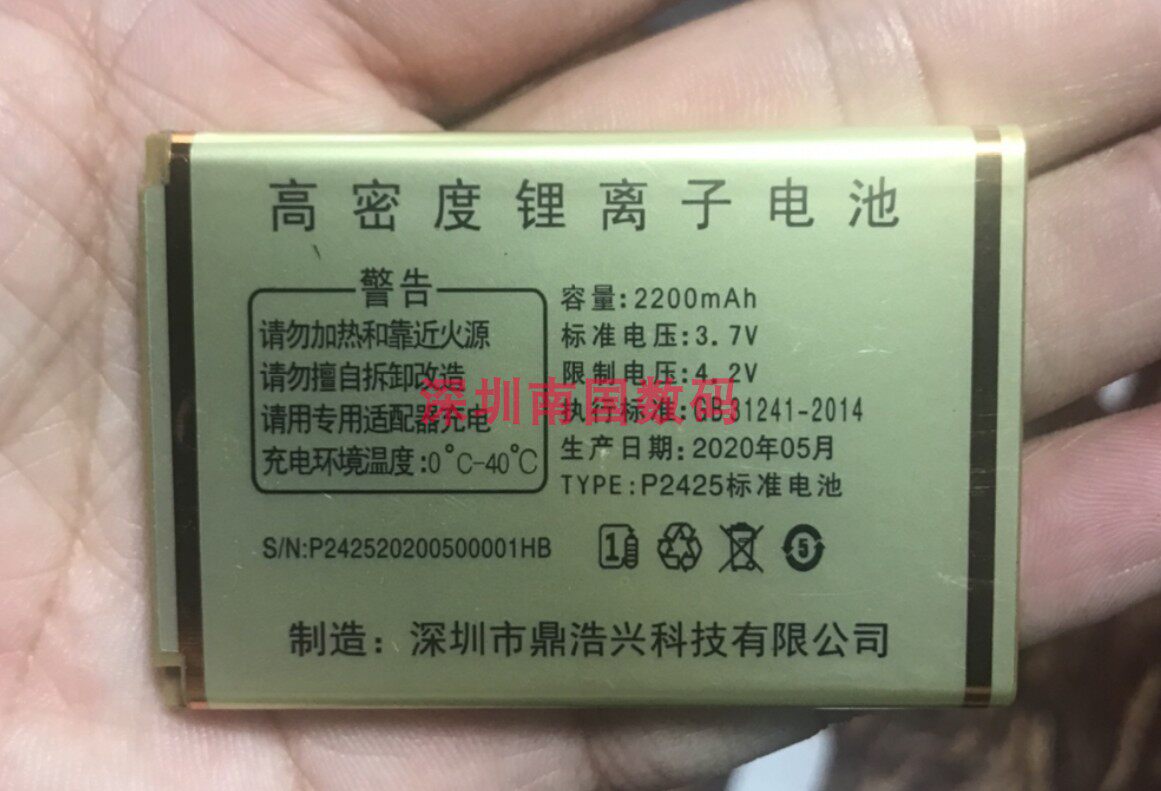 高密度锂离子电池
警告
请勿加热和靠近火源
请勿擅自拆卸改造
请用专用适配器充电
充电环境温度:0°C-40°C
容量:2200mAh
标准电压:3.7V
限制电压:4.2V
执行标准:GB31241-2014
生产日期:2020年05月
TYPE:P2425标准电池
深圳南国数码
S/N:P242520200500001HB
1
5
制造：深圳市鼎浩兴科技有限公司